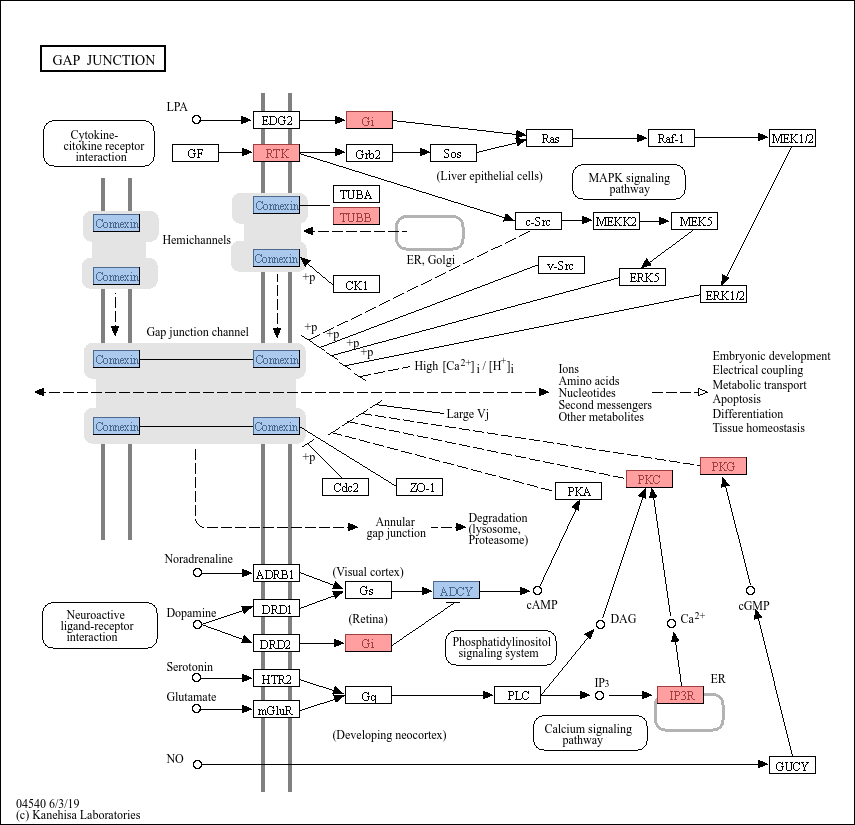 GAP JUNCTION
LPA
EDG2
Gi
Cytokine-
citokine receptor
interaction
GF
RTK
Grb2
Sos
Ras
Raf-1
MEK1/2
(Liver epithelial cells)
MAPK signaling
pathway
Connexin
Connexin
TUBA
TUBB
c-Src
MEKK2
MEK5
Hemichannels
ER, Golgi
Connexin
Connexin
+p
CK1
v-Src
ERK5
ERK1/2
Gap junction channel
+p
+p
+p
+p
Connexin
Connexin
High [Ca2+]i / [H+]i
Ions
Amino acids
Nucleotides
Second messengers
Other metabolites
Embryonic development
Electrical coupling
Metabolic transport
Apoptosis
Differentiation
Tissue homeostasis
Large Vj
Connexin
Connexin
+p
Cdc2
ZO-1
PKA
PKC
PKG
Annular
gap junction
Degradation
(lysosome,
Proteasome)
Noradrenaline
ADRB1
(Visual cortex)
Gs
ADCY
cAMP
cGMP
Neuroactive
ligand-receptor
interaction
Dopamine
DRD1
(Retina)
DAG
Ca2+
DRD2
Gi
Phosphatidylinositol
signaling system
Serotonin
HTR2
Glutamate
mGluR
Gq
PLC
IP3
IP3R
ER
(Developing neocortex)
Calcium signaling
pathway
NO
GUCY
04540 6/3/19
(c) Kanehisa Laboratories